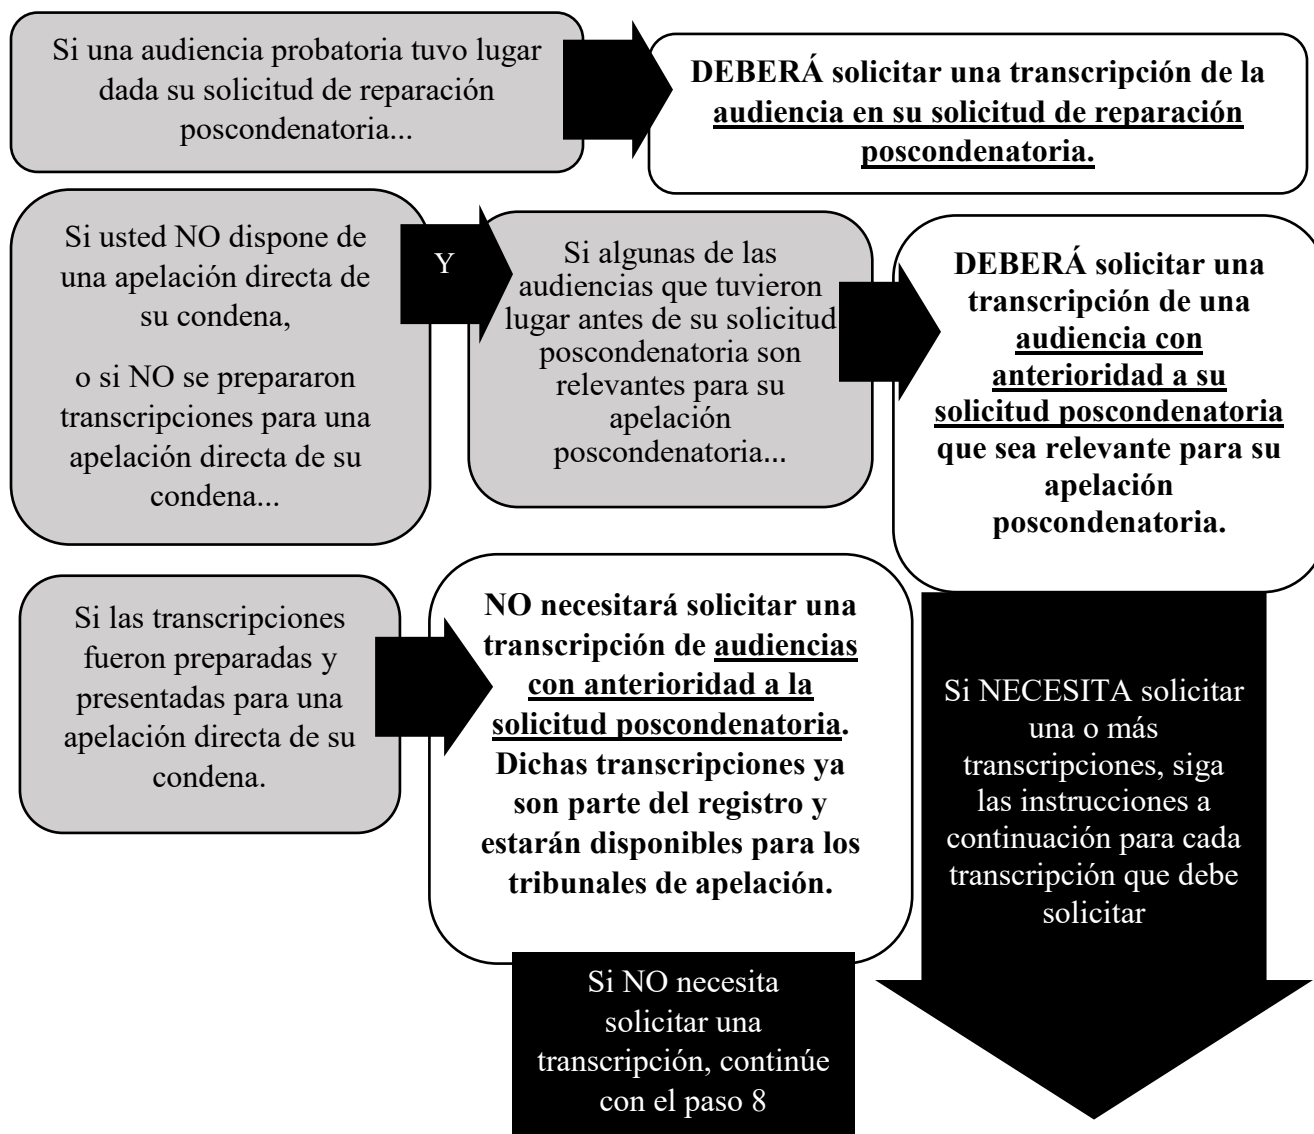 Si una audiencia probatoria tuvo lugar
dada su solicitud de reparación
poscondenatoria...
DEBERÁ solicitar una transcripción de la
audiencia en su solicitud de reparación
poscondenatoria.
Si usted NO dispone de
una apelación directa de
su condena,
o si NO se prepararon
transcripciones para una
apelación directa de su
condena...
Y
Si algunas de las
audiencias que tuvieron
lugar antes de su solicitud
poscondenatoria son
relevantes para su
apelación
poscondenatoria...
DEBERÁ solicitar una
transcripción de una
audiencia con
anterioridad a su
solicitud poscondenatoria
que sea relevante para su
apelación
poscondenatoria.
Si las transcripciones
fueron preparadas y
presentadas para una
apelación directa de su
condena.
NO necesitará solicitar una
transcripción de audiencias
con anterioridad a la
solicitud poscondenatoria.
Dichas transcripciones ya
son parte del registro y
estarán disponibles para los
tribunales de apelación.
Si NECESITA solicitar
una o más
transcripciones, siga
las instrucciones a
continuación para cada
transcripción que debe
solicitar
Si NO necesita
solicitar una
transcripción, continúe
con el paso 8